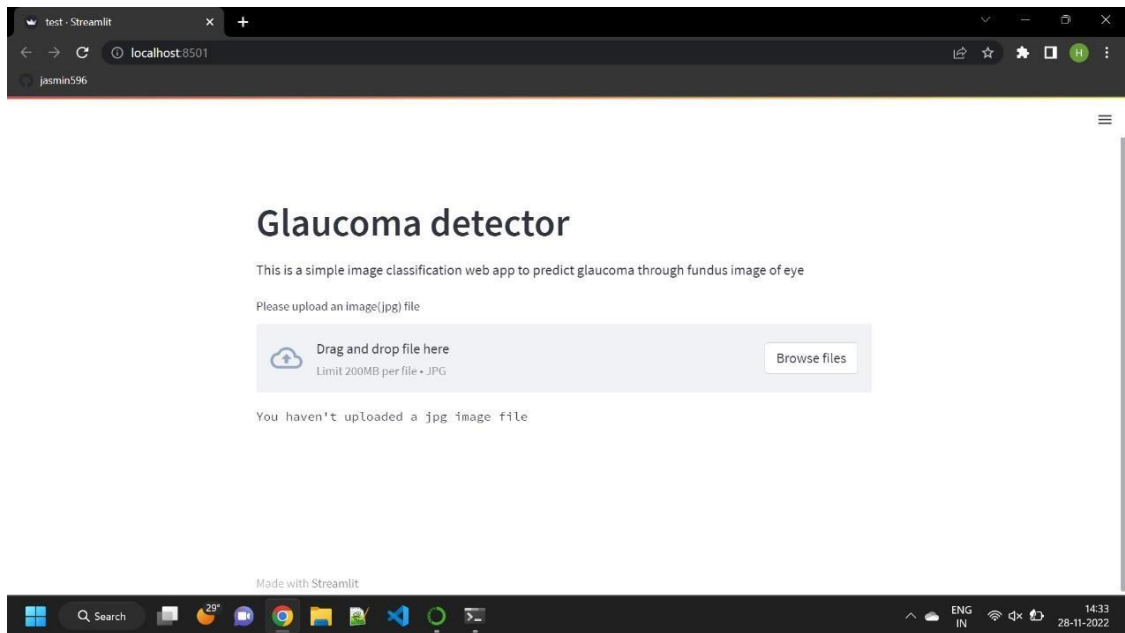 test · Streamlit
localhost:8501
H
jasmin596
Glaucoma detector
This is a simple image classification web app to predict glaucoma through fundus image of eye
Please upload an image(jpg) file
Drag and drop file here
Limit 200MB per file • JPG
Browse files
You haven't uploaded a jpg image file
Made with Streamlit
Search
29°
ENG
IN
14:33
28-11-2022